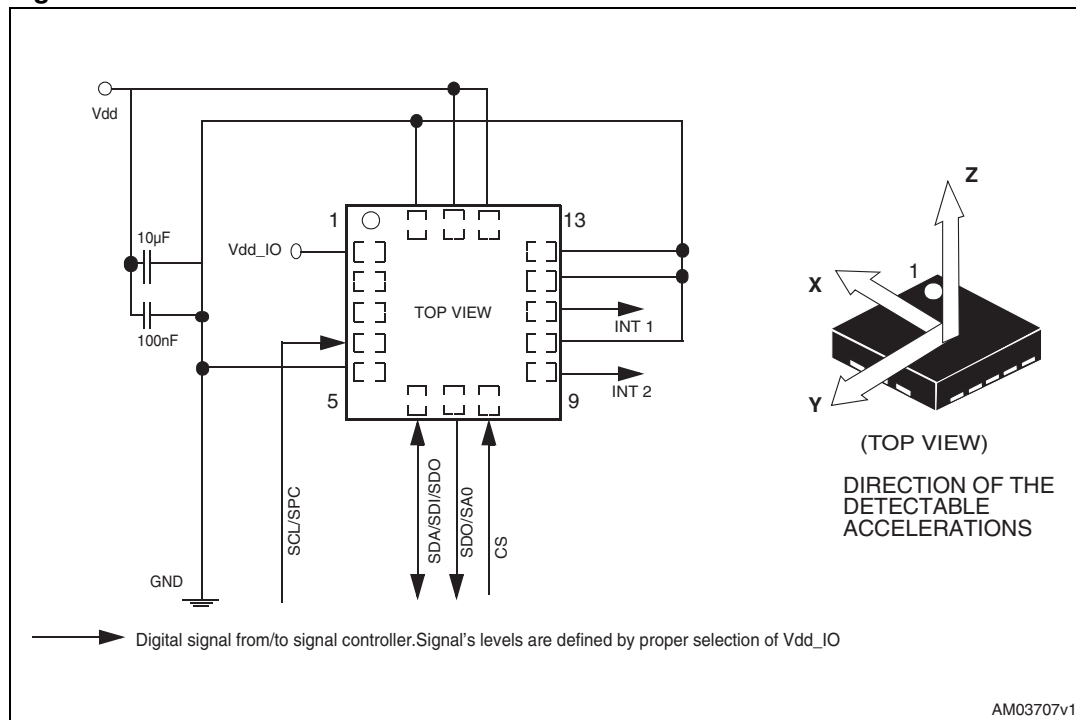 Vdd
10µF
100nF
Vdd_IO
1
13
TOP VIEW
INT 1
INT 2
5
9
SCL/SPC
SDA/SDI/SDO
SDO/SA0
CS
GND
Z
1
X
Y
(TOP VIEW)
DIRECTION OF THE
DETECTABLE
ACCELERATIONS
Digital signal from/to signal controller.Signal's levels are defined by proper selection of Vdd_IO
AM03707v1